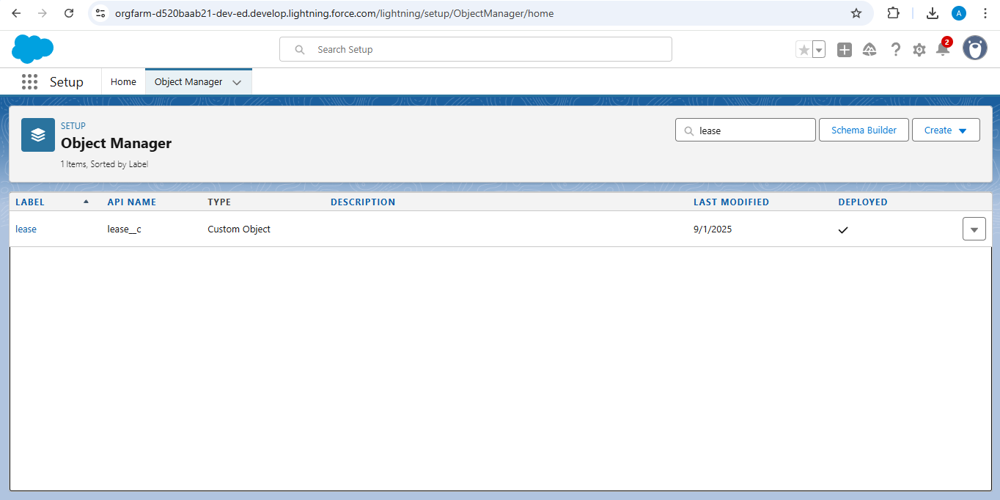 orgfarm-d520baab21-dev-ed.develop.lightning.force.com/lightning/setup/ObjectManager/home
A
Search Setup
2
Setup Home Object Manager
SETUP
Object Manager
1 Items, Sorted by Label
lease
Schema Builder
Create
LABEL API NAME TYPE DESCRIPTION LAST MODIFIED DEPLOYED
lease lease__c Custom Object 9/1/2025